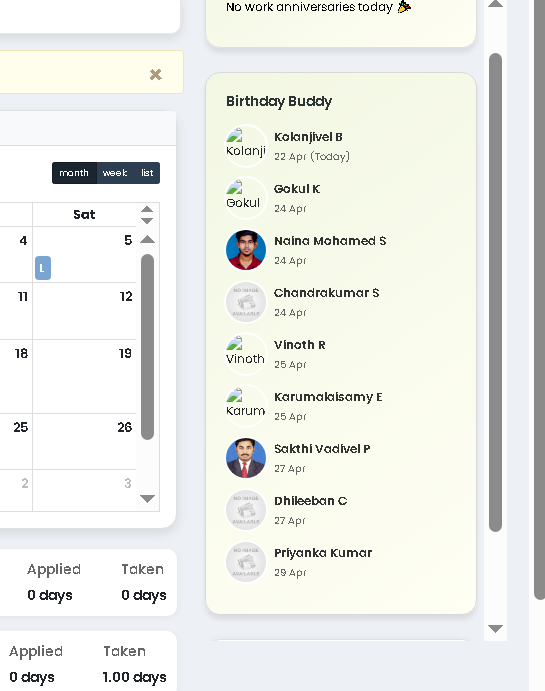 No work anniversaries today 🎉
Birthday Buddy
Kolanji
Kolanjivel B
22 Apr (Today)
Gokul
Gokul K
24 Apr
Naina Mohamed S
24 Apr
NO IMAGE
AVAILABLE
Chandrakumar S
24 Apr
Vinoth
Vinoth R
25 Apr
Karum
Karumalaisamy E
25 Apr
Sakthi Vadivel P
27 Apr
NO IMAGE
AVAILABLE
Dhileeban C
27 Apr
NO IMAGE
AVAILABLE
Priyanka Kumar
29 Apr
month week list
Sat
4 5
L
11 12
18 19
25 26
2 3
Applied Taken
0 days 0 days
Applied Taken
0 days 1.00 days